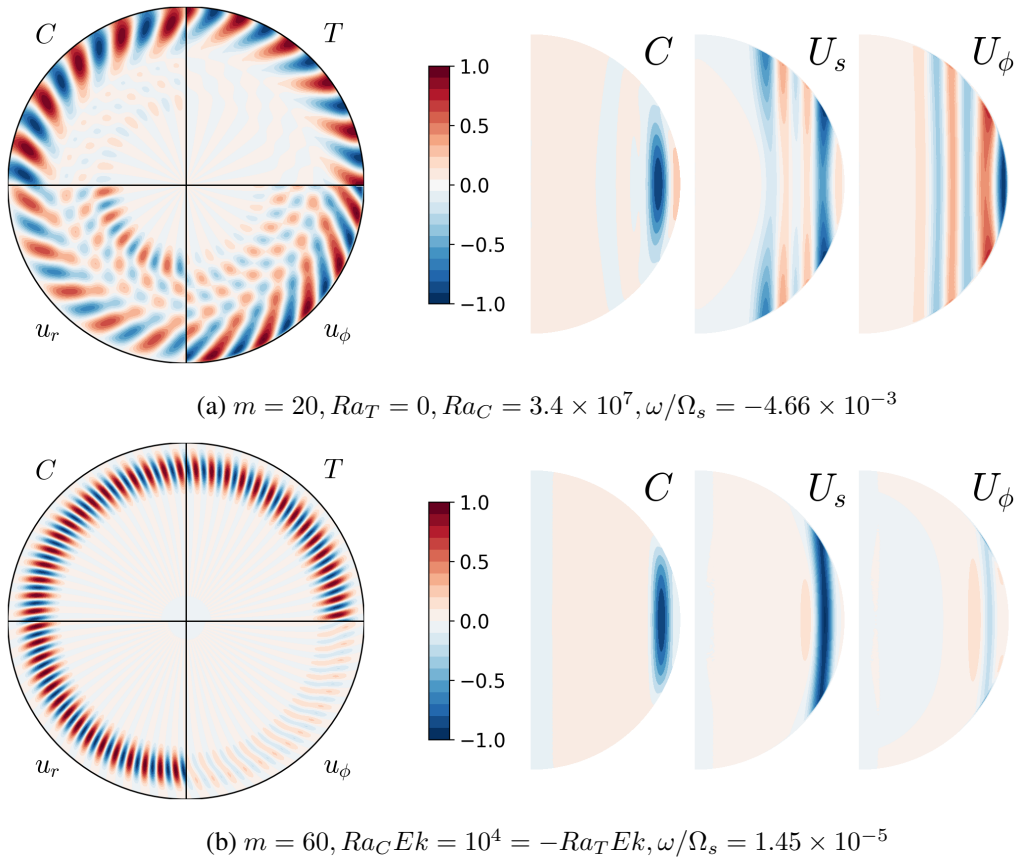 C T
u_r u_ϕ
1.0
0.5
0.0
−0.5
−1.0
C U_s U_ϕ
(a) m = 20, Ra_T = 0, Ra_C = 3.4 × 10^7, ω/Ω_s = −4.66 × 10^{−3}
C T
u_r u_ϕ
1.0
0.5
0.0
−0.5
−1.0
C U_s U_ϕ
(b) m = 60, Ra_C Ek = 10^4 = −Ra_T Ek, ω/Ω_s = 1.45 × 10^{−5}